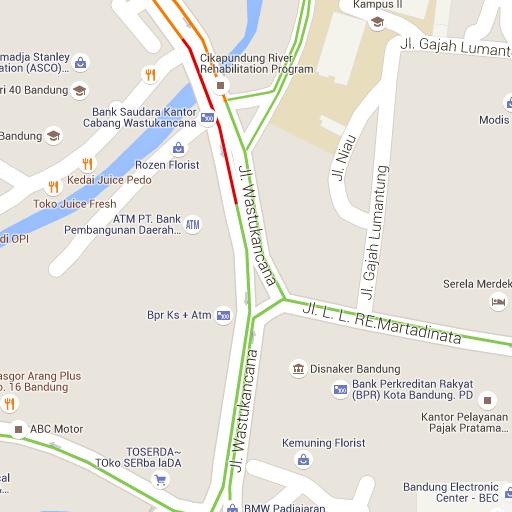 Kampus II
Jl. Gajah Lumanta
Cikapundung River
Rehabilitation Program
madja Stanley
ation (ASCO)...
ri 40 Bandung
Bank Saudara Kantor
Cabang Wastukancana
Modis
Bandung
Rozen Florist
Jl. Niau
Kedai Juice Pedo
Toko Juice Fresh
Jl. Wastukancana
Jl. Gajah Lumantung
ATM PT. Bank
Pembangunan Daerah...
di OPI
Serela Merdek
Bpr Ks + Atm
Jl. L. L. RE.Martadinata
Disnaker Bandung
Bank Perkreditan Rakyat
(BPR) Kota Bandung. PD
asgor Arang Plus
o. 16 Bandung
Jl. Wastukancana
Kantor Pelayanan
Pajak Pratama...
ABC Motor
Kemuning Florist
TOSERDA~
TOko SERba laDA
cal
Bandung Electronic
Center - BEC
BMW Padjajaran